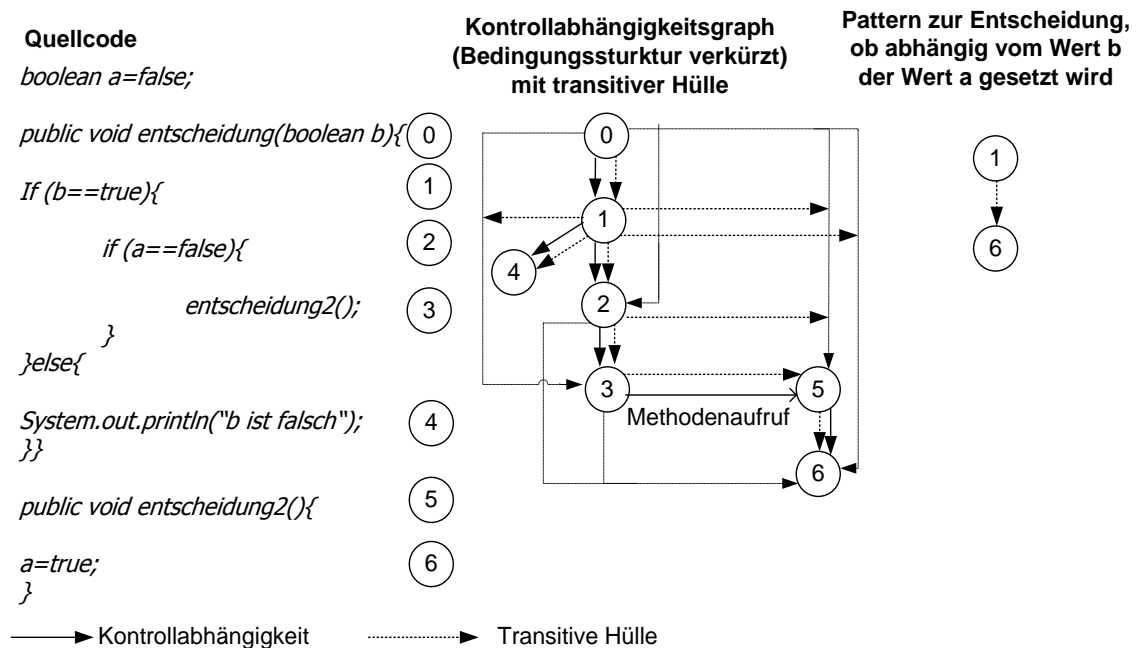 Quellcode
boolean a=false;
public void entscheidung(boolean b){
0
If (b==true){
1
if (a==false){
2
entscheidung2();
3
}
}else{
System.out.println("b ist falsch");
4
}}
public void entscheidung2(){
5
a=true;
6
}
Kontrollabhängigkeitsgraph
(Bedingungssturktur verkürzt)
mit transitiver Hülle
0
1
4
2
3
5
Methodenaufruf
6
Pattern zur Entscheidung,
ob abhängig vom Wert b
der Wert a gesetzt wird
1
6
Kontrollabhängigkeit
Transitive Hülle